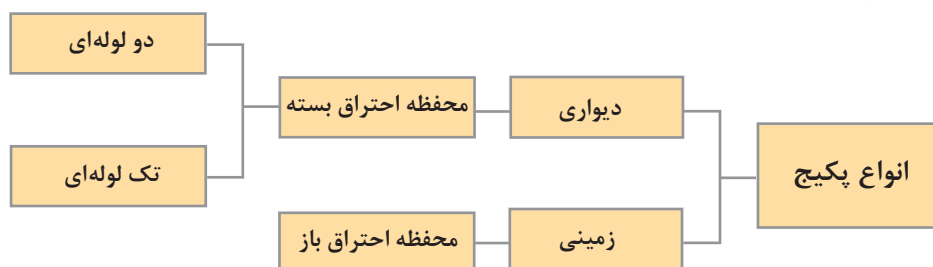 انواع پکیج
دیواری
زمینی
محفظه احتراق بسته
محفظه احتراق باز
دو لوله‌ای
تک لوله‌ای